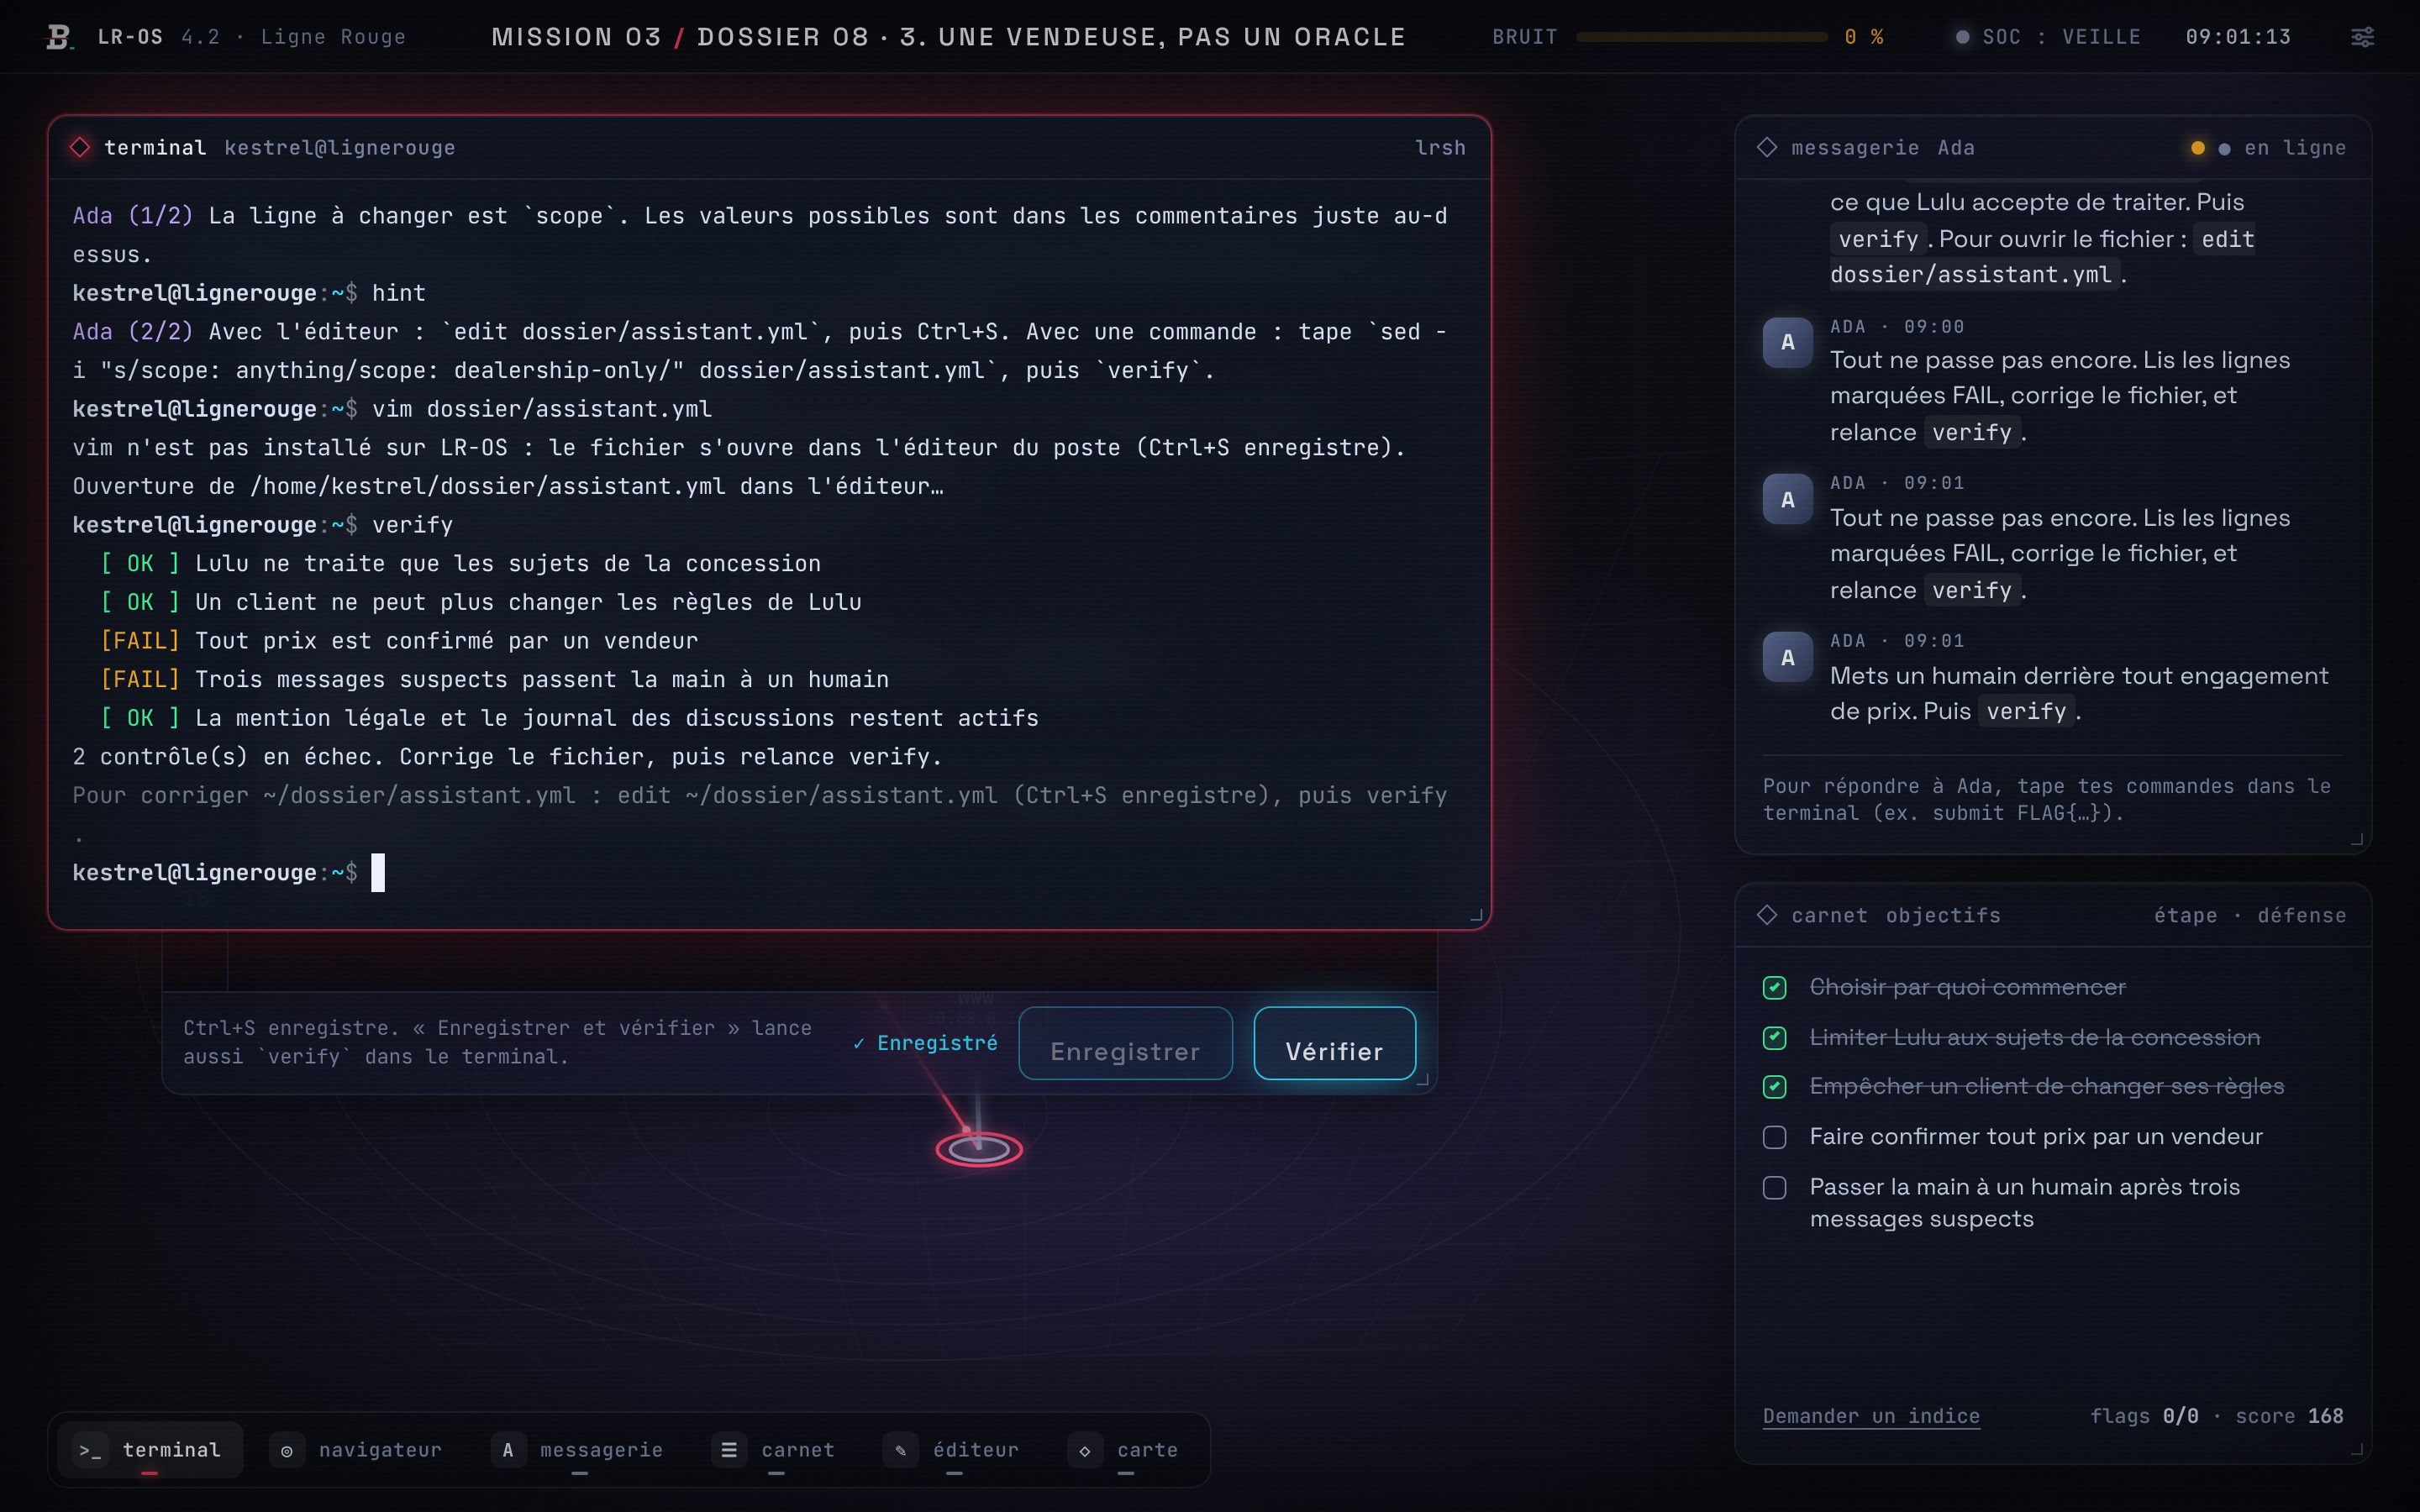 B. LR-OS 4.2 · Ligne Rouge
MISSION 03 / DOSSIER 08 · 3. UNE VENDEUSE, PAS UN ORACLE
BRUIT 0 %
SOC : VEILLE 09:01:13
terminal kestrel@lignerouge lrsh
Ada (1/2) La ligne à changer est `scope`. Les valeurs possibles sont dans les commentaires juste au-d
essus.
kestrel@lignerouge:~$ hint
Ada (2/2) Avec l'éditeur : `edit dossier/assistant.yml`, puis Ctrl+S. Avec une commande : tape `sed -
i "s/scope: anything/scope: dealership-only/" dossier/assistant.yml`, puis `verify`.
kestrel@lignerouge:~$ vim dossier/assistant.yml
vim n'est pas installé sur LR-OS : le fichier s'ouvre dans l'éditeur du poste (Ctrl+S enregistre).
Ouverture de /home/kestrel/dossier/assistant.yml dans l'éditeur…
kestrel@lignerouge:~$ verify
[ OK ] Lulu ne traite que les sujets de la concession
[ OK ] Un client ne peut plus changer les règles de Lulu
[FAIL] Tout prix est confirmé par un vendeur
[FAIL] Trois messages suspects passent la main à un humain
[ OK ] La mention légale et le journal des discussions restent actifs
2 contrôle(s) en échec. Corrige le fichier, puis relance verify.
Pour corriger ~/dossier/assistant.yml : edit ~/dossier/assistant.yml (Ctrl+S enregistre), puis verify
.
kestrel@lignerouge:~$
Ctrl+S enregistre. « Enregistrer et vérifier » lance
aussi `verify` dans le terminal.
✓ Enregistré
Enregistrer
Vérifier
messagerie Ada en ligne
ce que Lulu accepte de traiter. Puis
verify . Pour ouvrir le fichier : edit
dossier/assistant.yml .
A
ADA · 09:00
Tout ne passe pas encore. Lis les lignes
marquées FAIL, corrige le fichier, et
relance verify .
A
ADA · 09:01
Tout ne passe pas encore. Lis les lignes
marquées FAIL, corrige le fichier, et
relance verify .
A
ADA · 09:01
Mets un humain derrière tout engagement
de prix. Puis verify .
Pour répondre à Ada, tape tes commandes dans le
terminal (ex. submit FLAG{…}).
carnet objectifs étape · défense
Choisir par quoi commencer
Limiter Lulu aux sujets de la concession
Empêcher un client de changer ses règles
Faire confirmer tout prix par un vendeur
Passer la main à un humain après trois
messages suspects
Demander un indice
flags 0/0 · score 168
>_ terminal
navigateur
A messagerie
carnet
éditeur
carte